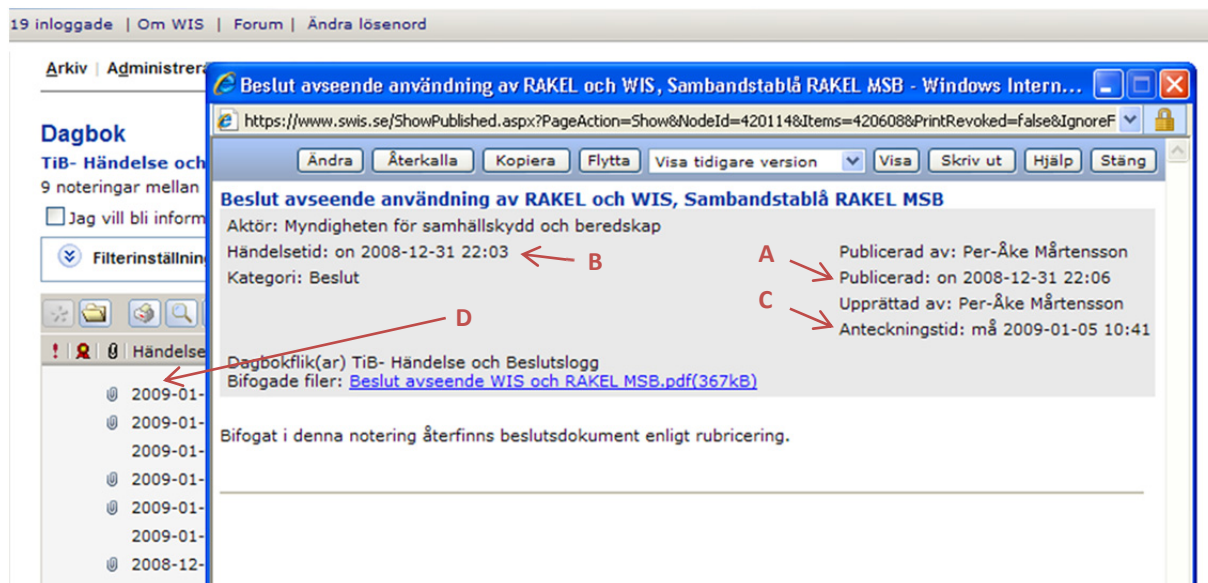 19 inloggade | Om WIS | Forum | Ändra lösenord
Arkiv | Administrera
Beslut avseende användning av RAKEL och WIS, Sambandstablå RAKEL MSB - Windows Intern...
https://www.swis.se/ShowPublished.aspx?PageAction=Show&NodeId=420114&Items=420608&PrintRevoked=false&IgnoreF
Dagbok
TiB- Händelse och
9 noteringar mellan
Jag vill bli inform
Filterinställning
Ändra Återkalla Kopiera Flytta Visa tidigare version Visa Skriv ut Hjälp Stäng
Beslut avseende användning av RAKEL och WIS, Sambandstablå RAKEL MSB
Aktör: Myndigheten för samhällskydd och beredskap
Händelsetid: on 2008-12-31 22:03
B
A
Publicerad av: Per-Åke Mårtensson
Kategori: Beslut
Publicerad: on 2008-12-31 22:06
C
Upprättad av: Per-Åke Mårtensson
D
Anteckningstid: må 2009-01-05 10:41
! Händelse
Dagbokflik(ar) TiB- Händelse och Beslutslogg
Bifogade filer: Beslut avseende WIS och RAKEL MSB.pdf(367kB)
2009-01-
2009-01-
2009-01-
2009-01-
2009-01-
2009-01-
2008-12-
Bifogat i denna notering återfinns beslutsdokument enligt rubricering.